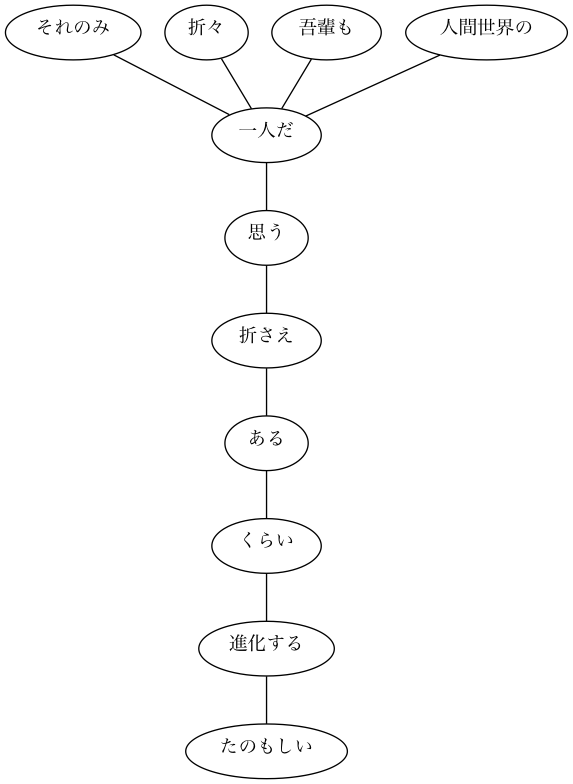 それのみ
折々
吾輩も
人間世界の
一人だ
思う
折さえ
ある
くらい
進化する
たのもしい